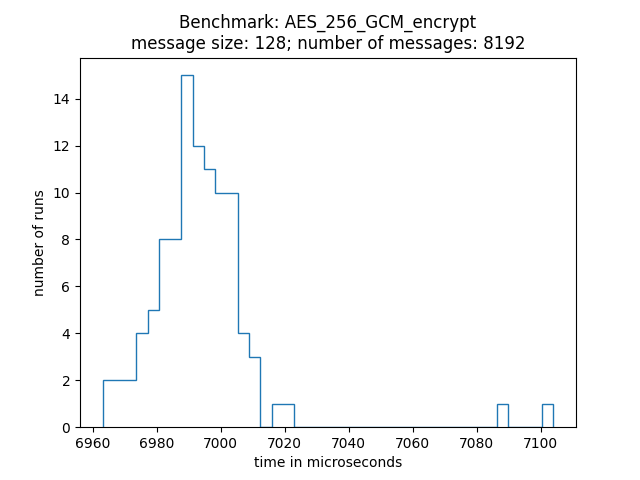 Benchmark: AES_256_GCM_encrypt
message size: 128; number of messages: 8192
14
12
10
8
6
4
2
0
number of runs
6960 6980 7000 7020 7040 7060 7080 7100
time in microseconds